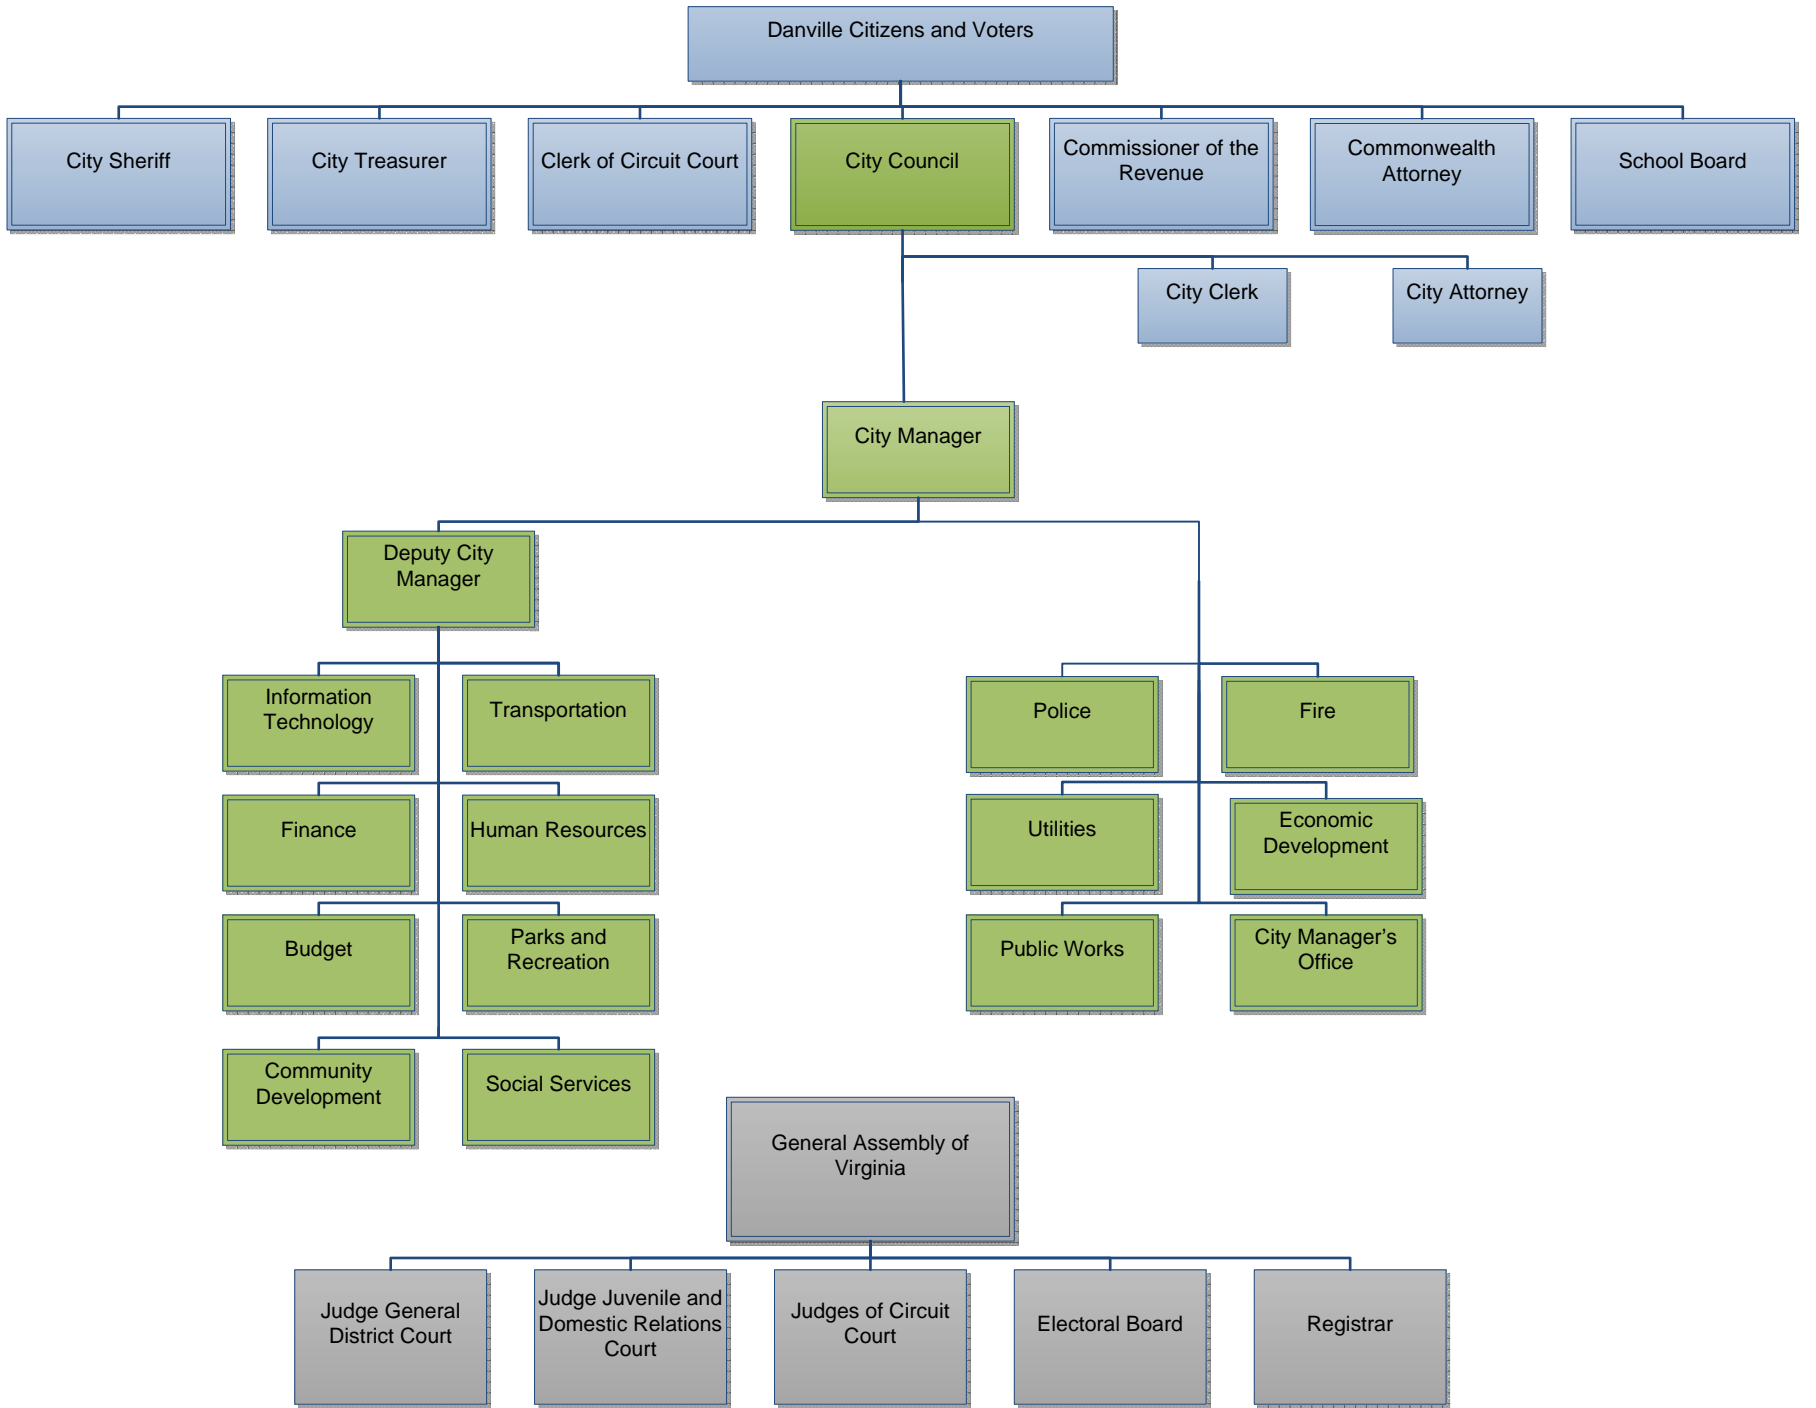 Danville Citizens and Voters
City Sheriff
City Treasurer
Clerk of Circuit Court
City Council
Commissioner of the
Revenue
Commonwealth
Attorney
School Board
City Clerk
City Attorney
City Manager
Deputy City
Manager
Information
Technology
Transportation
Police
Fire
Finance
Human Resources
Utilities
Economic
Development
Budget
Parks and
Recreation
Public Works
City Manager’s
Office
Community
Development
Social Services
General Assembly of
Virginia
Judge General
District Court
Judge Juvenile and
Domestic Relations
Court
Judges of Circuit
Court
Electoral Board
Registrar